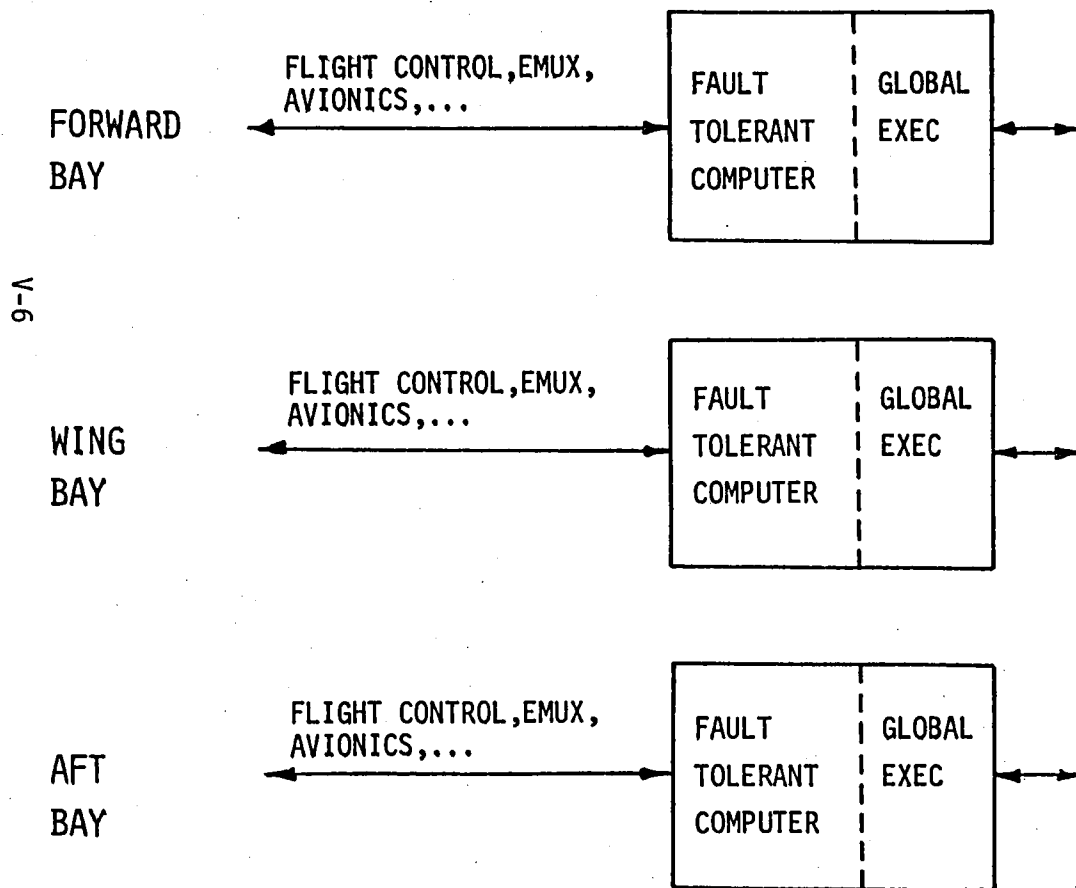 FORWARD
BAY
FLIGHT CONTROL,EMUX,
AVIONICS,...
FAULT
TOLERANT
COMPUTER
GLOBAL
EXEC
V-6
WING
BAY
FLIGHT CONTROL,EMUX,
AVIONICS,...
FAULT
TOLERANT
COMPUTER
GLOBAL
EXEC
AFT
BAY
FLIGHT CONTROL,EMUX,
AVIONICS,...
FAULT
TOLERANT
COMPUTER
GLOBAL
EXEC